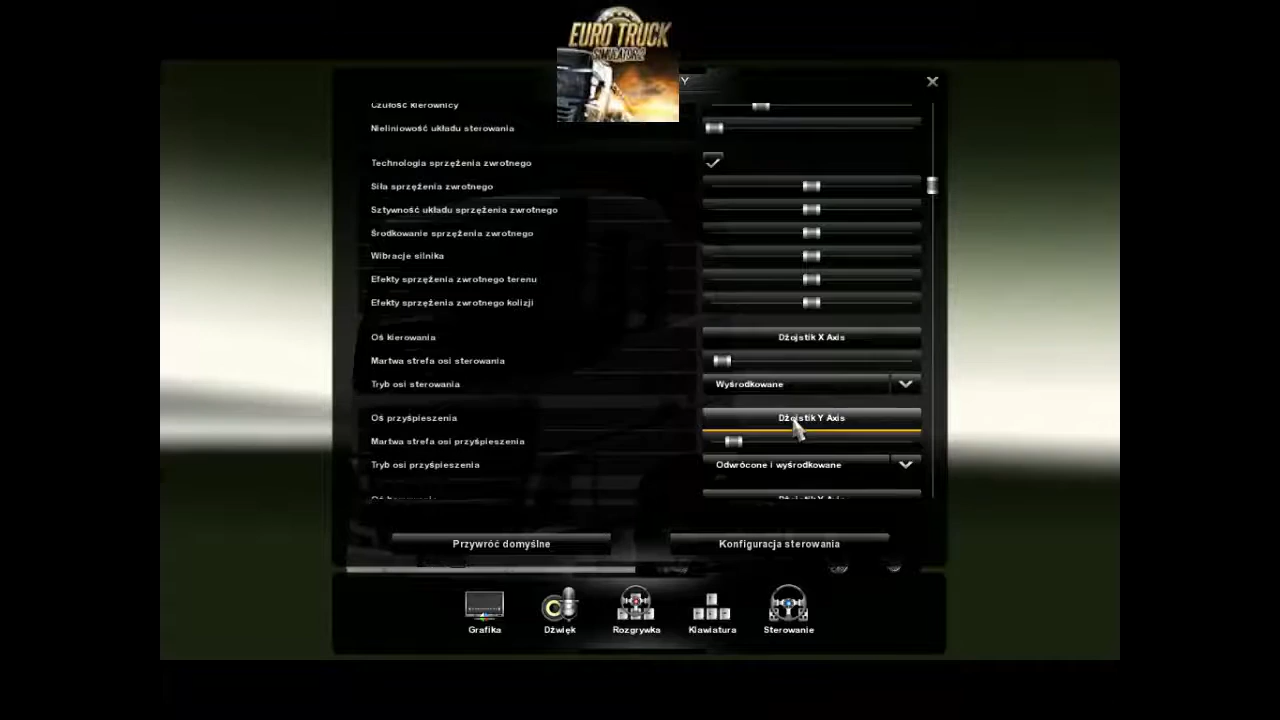 EURO TRUCK
SIMULATOR 2
Y
Czułość kierownicy
Nieliniowość układu sterowania
Technologia sprzężenia zwrotnego
Siła sprzężenia zwrotnego
Sztywność układu sprzężenia zwrotnego
Środkowanie sprzężenia zwrotnego
Wibracje silnika
Efekty sprzężenia zwrotnego terenu
Efekty sprzężenia zwrotnego kolizji
Oś kierowania Dżojstik X Axis
Martwa strefa osi sterowania
Tryb osi sterowania Wyśrodkowane
Oś przyśpieszenia Dżojstik Y Axis
Martwa strefa osi przyśpieszenia
Tryb osi przyśpieszenia Odwrócone i wyśrodkowane
Przywróć domyślne Konfiguracja sterowania
Grafika Dźwięk Rozgrywka Klawiatura Sterowanie